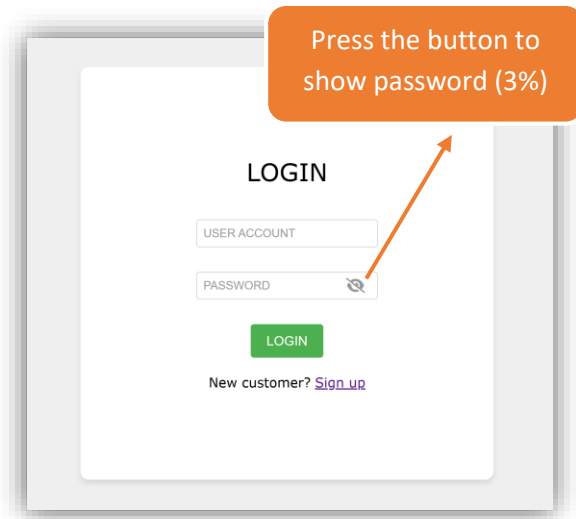 Press the button to
show password (3%)
LOGIN
USER ACCOUNT
PASSWORD
LOGIN
New customer? Sign up